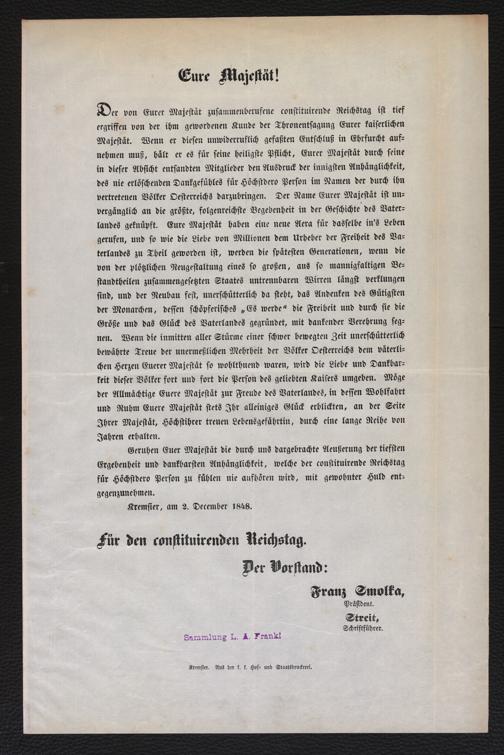 Eure Majestät!
Der von Eurer Majestät zusammenberufene constituirende Reichstag ist tief
ergriffen von der ihm gewordenen Kunde der Thronentsagung Eurer kaiserlichen
Majestät. Wenn er diesen unwiderruflich gefaßten Entschluß in Ehrfurcht auf-
nehmen muß, hält er es für seine heiligste Pflicht, Eurer Majestät durch seine
in dieser Absicht entsandten Mitglieder den Ausdruck der innigsten Anhänglichkeit,
des nie erlöschenden Dankgefühles für Höchstdero Person im Namen der durch ihn
vertretenen Völker Oesterreichs darzubringen. Der Name Eurer Majestät ist un-
vergänglich an die größte, folgenreichste Begebenheit in der Geschichte des Vater-
landes geknüpft. Eure Majestät haben eine neue Aera für dasselbe in's Leben
gerufen, und so wie die Liebe von Millionen dem Urheber der Freiheit des Va-
terlandes zu Theil geworden ist, werden die spätesten Generationen, wenn die
von der plötzlichen Neugestaltung eines so großen, aus so mannigfaltigen Be-
standtheilen zusammengesetzten Staates untrennbaren Wirren längst verklungen
sind, und der Neubau fest, unerschütterlich da steht, das Andenken des Gütigsten
der Monarchen, dessen schöpferisches „Es werde" die Freiheit und durch sie die
Größe und das Glück des Vaterlandes gegründet, mit dankender Verehrung seg-
nen. Wenn die inmitten aller Stürme einer schwer bewegten Zeit unerschütterlich
bewährte Treue der unermeßlichen Mehrheit der Völker Oesterreichs dem väterli-
chen Herzen Euerer Majestät so wohlthuend waren, wird die Liebe und Dankbar-
keit dieser Völker fort und fort die Person des geliebten Kaisers umgeben. Möge
der Allmächtige Euere Majestät zur Freude des Vaterlandes, in dessen Wohlfahrt
und Ruhm Euere Majestät stets Ihr alleiniges Glück erblickten, an der Seite
Ihrer Majestät, Höchstihrer treuen Lebensgefährtin, durch eine lange Reihe von
Jahren erhalten.
Geruhen Euer Majestät die durch uns dargebrachte Aeußerung der tiefsten
Ergebenheit und dankbarsten Anhänglichkeit, welche der constituirende Reichstag
für Höchstdero Person zu fühlen nie aufhören wird, mit gewohnter Huld ent-
gegenzunehmen.
Kremsier, am 2. December 1848.
Für den constituirenden Reichstag.
Der Vorstand:
Franz Smolka,
Präsident.
Streit,
Schriftführer.
Sammlung L. A. Frankl
Kremsier. Aus der k. k. Hof- und Staatsdruckerei.